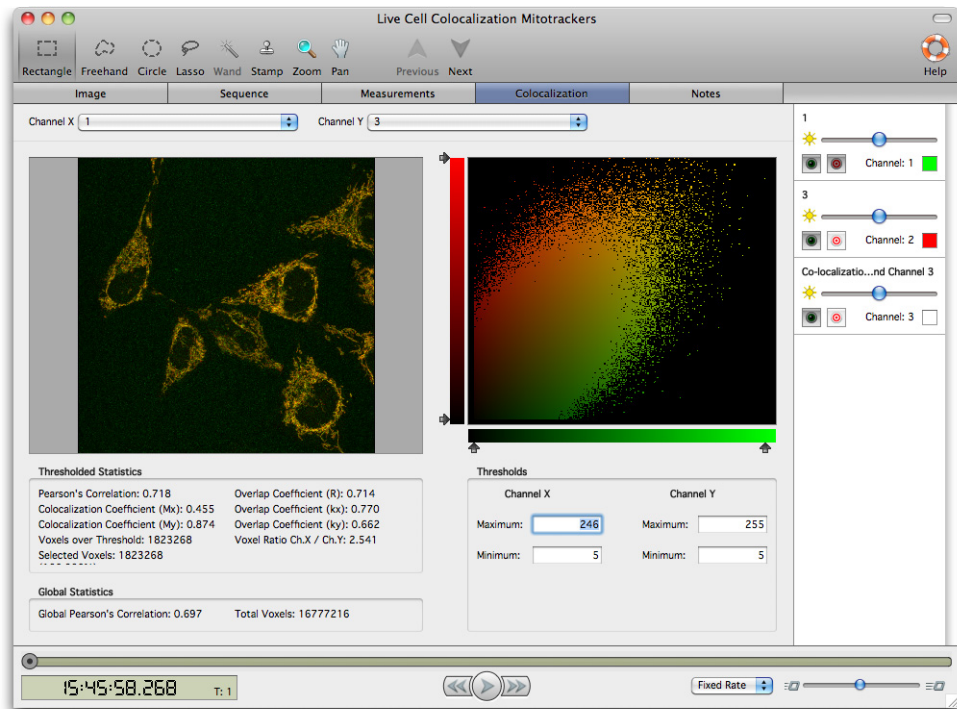 Live Cell Colocalization Mitotrackers
Rectangle Freehand Circle Lasso Wand Stamp Zoom Pan Previous Next Help
Image Sequence Measurements Colocalization Notes
Channel X 1 Channel Y 3
1
Channel: 1
3
Channel: 2
Co-localizatio...nd Channel 3
Channel: 3
Thresholded Statistics
Pearson's Correlation: 0.718 Overlap Coefficient (R): 0.714
Colocalization Coefficient (Mx): 0.455 Overlap Coefficient (kx): 0.770
Colocalization Coefficient (My): 0.874 Overlap Coefficient (ky): 0.662
Voxels over Threshold: 1823268 Voxel Ratio Ch.X / Ch.Y: 2.541
Selected Voxels: 1823268
Global Statistics
Global Pearson's Correlation: 0.697 Total Voxels: 16777216
Thresholds
Channel X Channel Y
Maximum: 246 Maximum: 255
Minimum: 5 Minimum: 5
15:45:58.268 T: 1
Fixed Rate